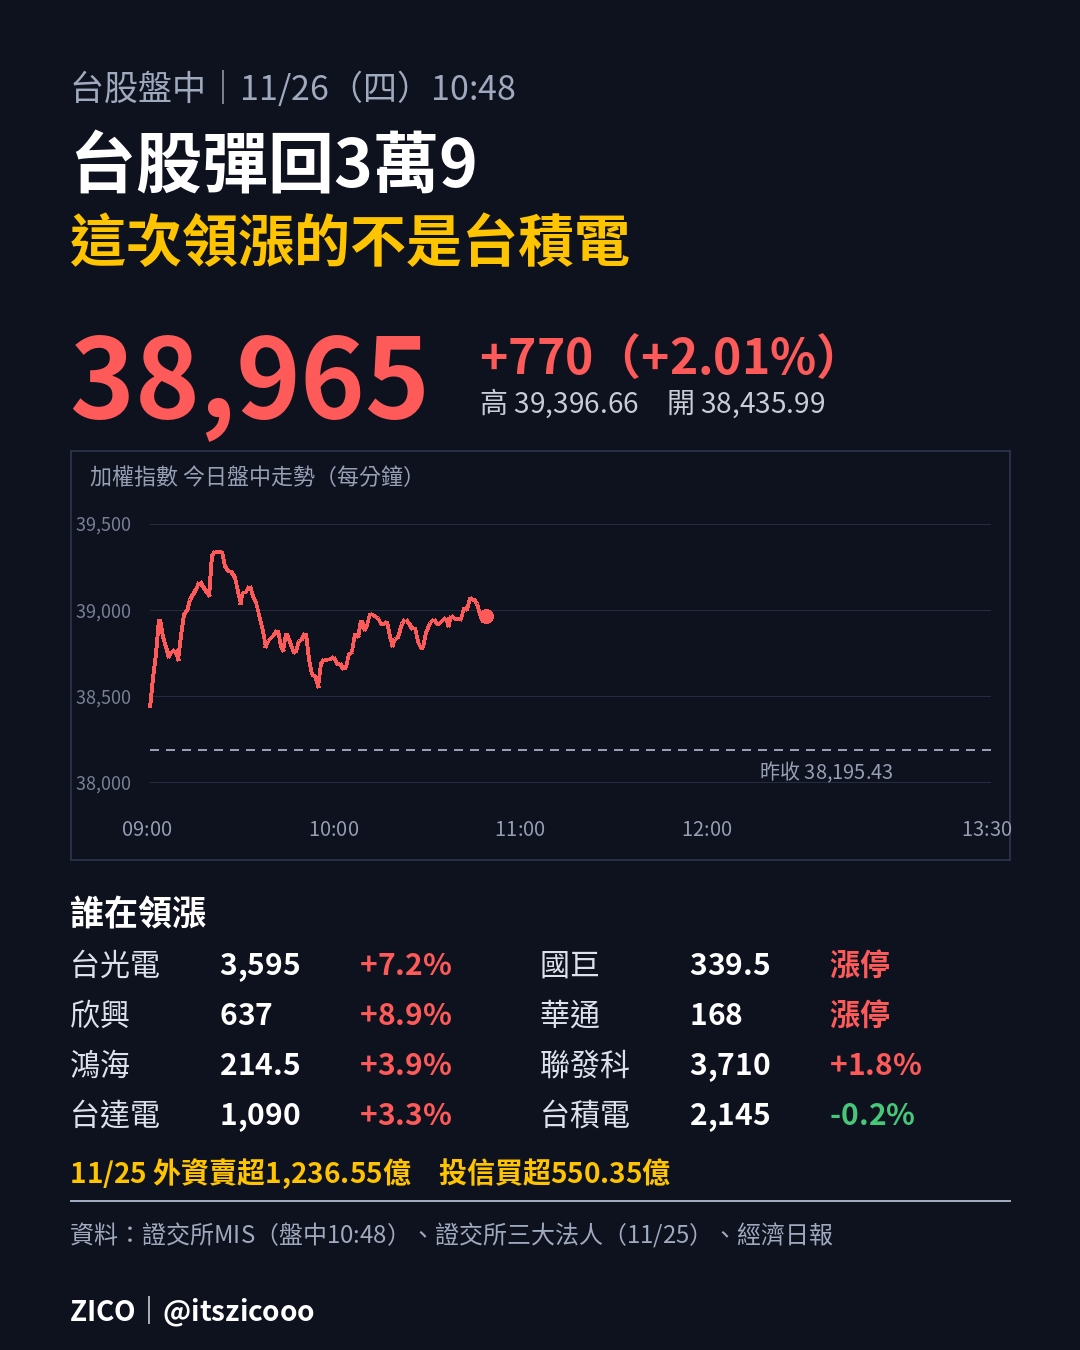 台股盤中｜11/26（四）10:48
台股彈回3萬9
這次領漲的不是台積電
38,965 +770（+2.01%）
高 39,396.66 開 38,435.99
加權指數 今日盤中走勢（每分鐘）
39,500
39,000
38,500
38,000
昨收 38,195.43
09:00 10:00 11:00 12:00 13:30
誰在領漲
台光電 3,595 +7.2% 國巨 339.5 漲停
欣興 637 +8.9% 華通 168 漲停
鴻海 214.5 +3.9% 聯發科 3,710 +1.8%
台達電 1,090 +3.3% 台積電 2,145 -0.2%
11/25 外資賣超1,236.55億 投信買超550.35億
資料：證交所MIS（盤中10:48）、證交所三大法人（11/25）、經濟日報
ZICO｜@itszicooo